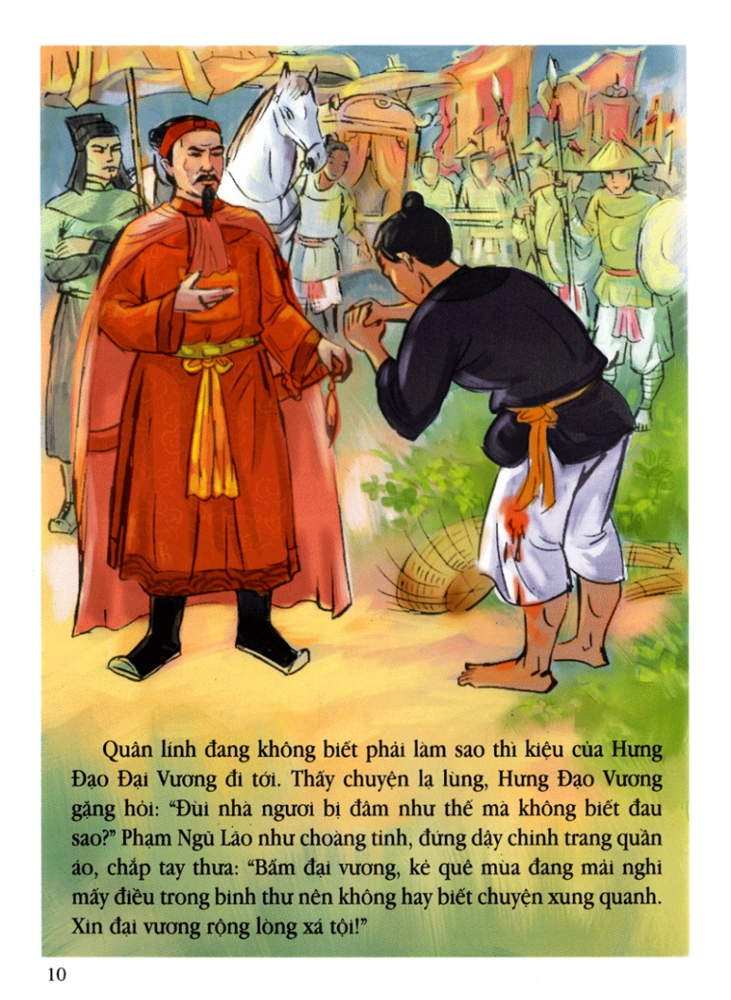 Quân lính đang không biết phải làm sao thì kiệu của Hưng
Đạo Đại Vương đi tới. Thấy chuyện lạ lùng, Hưng Đạo Vương
gặng hỏi: “Đùi nhà ngươi bị đâm như thế mà không biết đau
sao?” Phạm Ngũ Lão như choàng tỉnh, đứng dậy chỉnh trang quần
áo, chắp tay thưa: “Bẩm đại vương, kẻ quê mùa đang mải nghĩ
mấy điều trong binh thư nên không hay biết chuyện xung quanh.
Xin đại vương rộng lòng xá tội!”
10